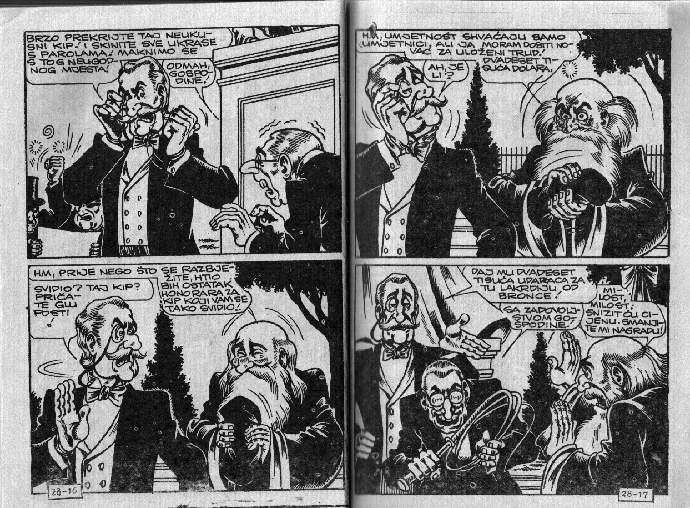 BRZO PREKRIJTE TAJ NEUKU-
SNI KIP! I SKINITE SVE UKRASE
S PAROLAMA! MAKNIMO SE
S TOG NEUGOD-
NOG MJESTA!
ODMAH,
GOSPO-
DINE!
HM, PRIJE NEGO ŠTO SE RAZBJE-
ŽITE, HTIO
BIH OSTATAK
HONORARA ZA
KIP KOJI VAM SE
TAKO SVIDIO!
SVIDIO? TAJ KIP?
PRIČA-
TE GLU
POSTI!
28-16
HM, UMJETNOST SHVAĆAJU SAMO
UMJETNICI, ALI JA MORAM DOBITI NO-
VAC ZA ULOŽENI TRUD!
DVADESET TI-
SUĆA DOLARA!
AH, JE
LI?
DAJ MU DVADESET
TISUĆA UDARACA ZA
TU LAKRDIJU OD
BRONCE!
SA ZADOVOLJ-
STVOM GO-
SPODINE!
MI-
LOST,
MILOST!
SNIZIT ĆU CI-
JENU. SMANJI-
TE MI NAGRADU!
28-17